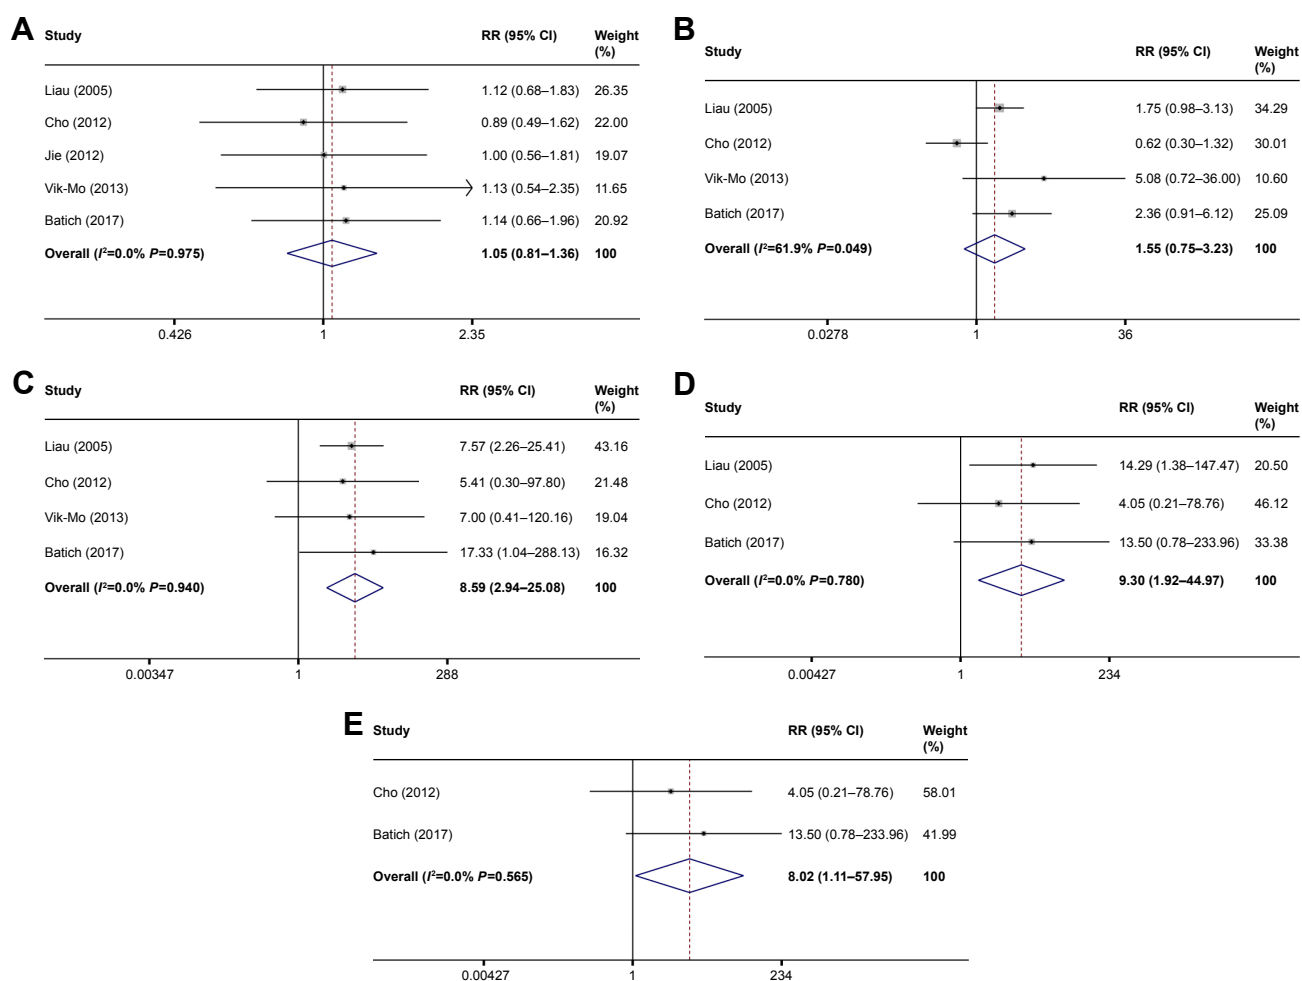 A Study RR (95% CI) Weight
(%)
Liau (2005) 1.12 (0.68–1.83) 26.35
Cho (2012) 0.89 (0.49–1.62) 22.00
Jie (2012) 1.00 (0.56–1.81) 19.07
Vik-Mo (2013) 1.13 (0.54–2.35) 11.65
Batich (2017) 1.14 (0.66–1.96) 20.92
Overall (I²=0.0% P=0.975) 1.05 (0.81–1.36) 100
0.426 1 2.35
B Study RR (95% CI) Weight
(%)
Liau (2005) 1.75 (0.98–3.13) 34.29
Cho (2012) 0.62 (0.30–1.32) 30.01
Vik-Mo (2013) 5.08 (0.72–36.00) 10.60
Batich (2017) 2.36 (0.91–6.12) 25.09
Overall (I²=61.9% P=0.049) 1.55 (0.75–3.23) 100
0.0278 1 36
C Study RR (95% CI) Weight
(%)
Liau (2005) 7.57 (2.26–25.41) 43.16
Cho (2012) 5.41 (0.30–97.80) 21.48
Vik-Mo (2013) 7.00 (0.41–120.16) 19.04
Batich (2017) 17.33 (1.04–288.13) 16.32
Overall (I²=0.0% P=0.940) 8.59 (2.94–25.08) 100
0.00347 1 288
D Study RR (95% CI) Weight
(%)
Liau (2005) 14.29 (1.38–147.47) 20.50
Cho (2012) 4.05 (0.21–78.76) 46.12
Batich (2017) 13.50 (0.78–233.96) 33.38
Overall (I²=0.0% P=0.780) 9.30 (1.92–44.97) 100
0.00427 1 234
E Study RR (95% CI) Weight
(%)
Cho (2012) 4.05 (0.21–78.76) 58.01
Batich (2017) 13.50 (0.78–233.96) 41.99
Overall (I²=0.0% P=0.565) 8.02 (1.11–57.95) 100
0.00427 1 234